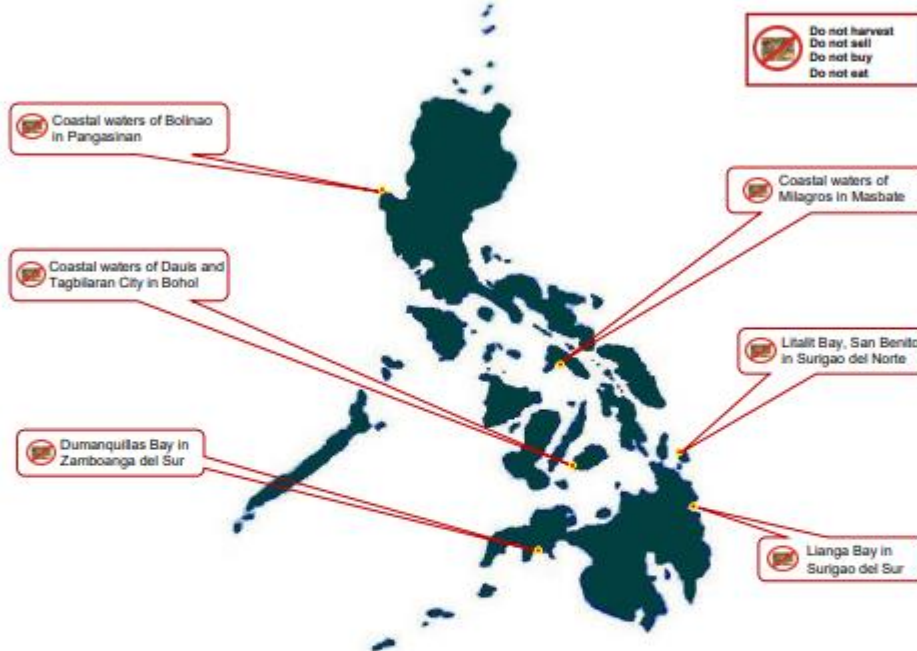 Do not harvest
Do not sell
Do not buy
Do not eat
Coastal waters of Bolinao
in Pangasinan
Coastal waters of
Milagros in Masbate
Coastal waters of Dauis and
Tagbilaran City in Bohol
Litalit Bay, San Benito
in Surigao del Norte
Dumanquillas Bay in
Zamboanga del Sur
Lianga Bay in
Surigao del Sur